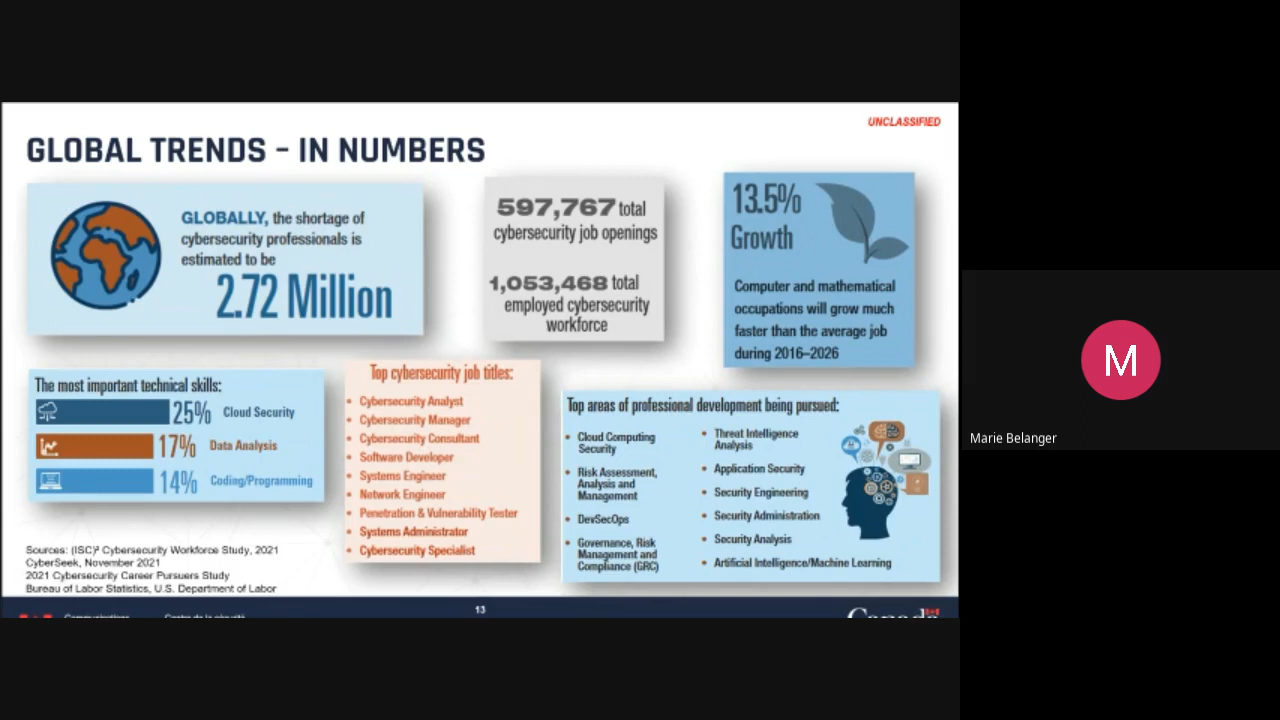 UNCLASSIFIED
GLOBAL TRENDS – IN NUMBERS
GLOBALLY, the shortage of
cybersecurity professionals is
estimated to be
2.72 Million
597,767 total
cybersecurity job openings
1,053,468 total
employed cybersecurity
workforce
13.5%
Growth
Computer and mathematical
occupations will grow much
faster than the average job
during 2016–2026
The most important technical skills:
25% Cloud Security
17% Data Analysis
14% Coding/Programming
Top cybersecurity job titles:
• Cybersecurity Analyst
• Cybersecurity Manager
• Cybersecurity Consultant
• Software Developer
• Systems Engineer
• Network Engineer
• Penetration & Vulnerability Tester
• Systems Administrator
• Cybersecurity Specialist
Top areas of professional development being pursued:
• Cloud Computing
Security
• Risk Assessment,
Analysis and
Management
• DevSecOps
• Governance, Risk
Management and
Compliance (GRC)
• Threat Intelligence
Analysis
• Application Security
• Security Engineering
• Security Administration
• Security Analysis
• Artificial Intelligence/Machine Learning
Sources: (ISC)² Cybersecurity Workforce Study, 2021
CyberSeek, November 2021
2021 Cybersecurity Career Pursuers Study
Bureau of Labor Statistics, U.S. Department of Labor
Communications
Centre de la sécurité
13
Canada
M
Marie Belanger